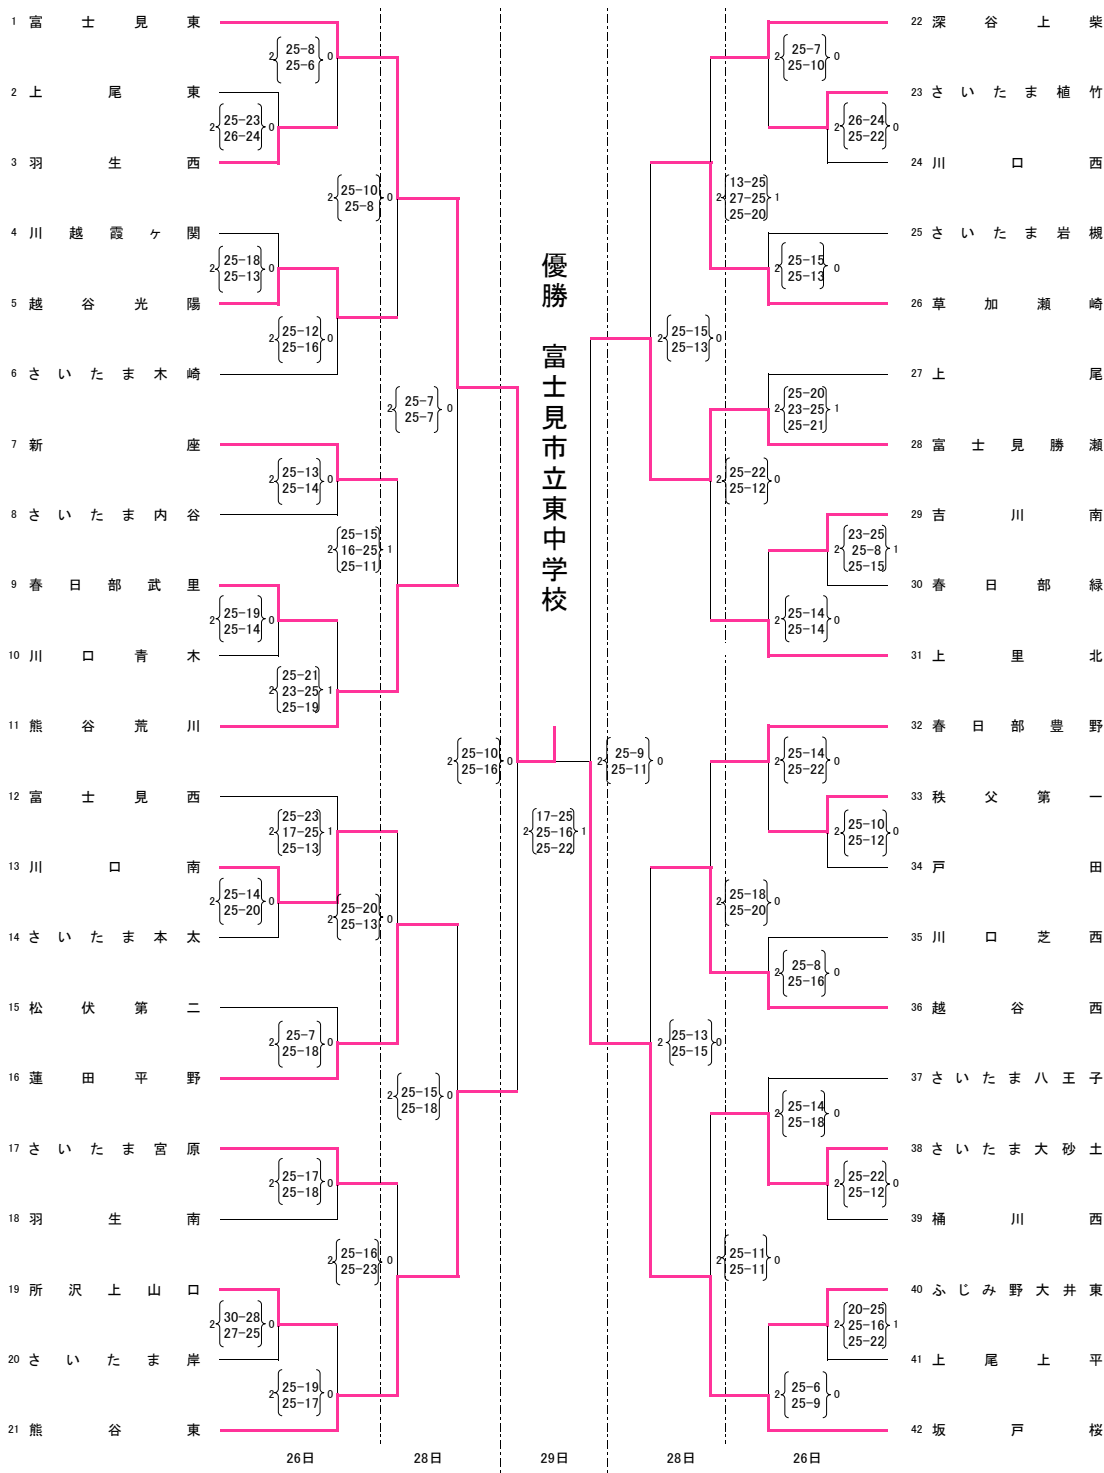 1 富士見東
2 25-8 0
25-6
2 上尾東
2 25-23 0
26-24
3 羽生西
2 25-10 0
25-8
4 川越霞ヶ関
2 25-18 0
25-13
5 越谷光陽
2 25-12 0
25-16
6 さいたま木崎
2 25-7 0
25-7
7 新座
2 25-13 0
25-14
8 さいたま内谷
2 25-15 1
16-25
25-11
9 春日部武里
2 25-19 0
25-14
10 川口青木
2 25-21 1
23-25
25-19
11 熊谷荒川
2 25-10 0
25-16
12 富士見西
2 25-23 1
17-25
25-13
13 川口南
2 25-14 0
25-20
14 さいたま本太
2 25-20 0
25-13
15 松伏第二
2 25-7 0
25-18
16 蓮田平野
2 25-15 0
25-18
17 さいたま宮原
2 25-17 0
25-18
18 羽生南
2 25-16 0
25-23
19 所沢上山口
2 30-28 0
27-25
20 さいたま岸
2 25-19 0
25-17
21 熊谷東
優勝 富士見市立東中学校
2 17-25 1
25-16
25-22
22 深谷上柴
2 25-7 0
25-10
23 さいたま植竹
2 26-24 0
25-22
24 川口西
2 13-25 1
27-25
25-20
25 さいたま岩槻
2 25-15 0
25-13
26 草加瀬崎
2 25-15 0
25-13
27 上尾
2 25-20 1
23-25
25-21
28 富士見勝瀬
2 25-22 0
25-12
29 吉川南
2 23-25 1
25-8
25-15
30 春日部緑
2 25-14 0
25-14
31 上里北
2 25-9 0
25-11
32 春日部豊野
2 25-14 0
25-22
33 秩父第一
2 25-10 0
25-12
34 戸田
2 25-18 0
25-20
35 川口芝西
2 25-8 0
25-16
36 越谷西
2 25-13 0
25-15
37 さいたま八王子
2 25-14 0
25-18
38 さいたま大砂土
2 25-22 0
25-12
39 桶川西
2 25-11 0
25-11
40 ふじみ野大井東
2 20-25 1
25-16
25-22
41 上尾上平
2 25-6 0
25-9
42 坂戸桜
26日 28日 29日 28日 26日